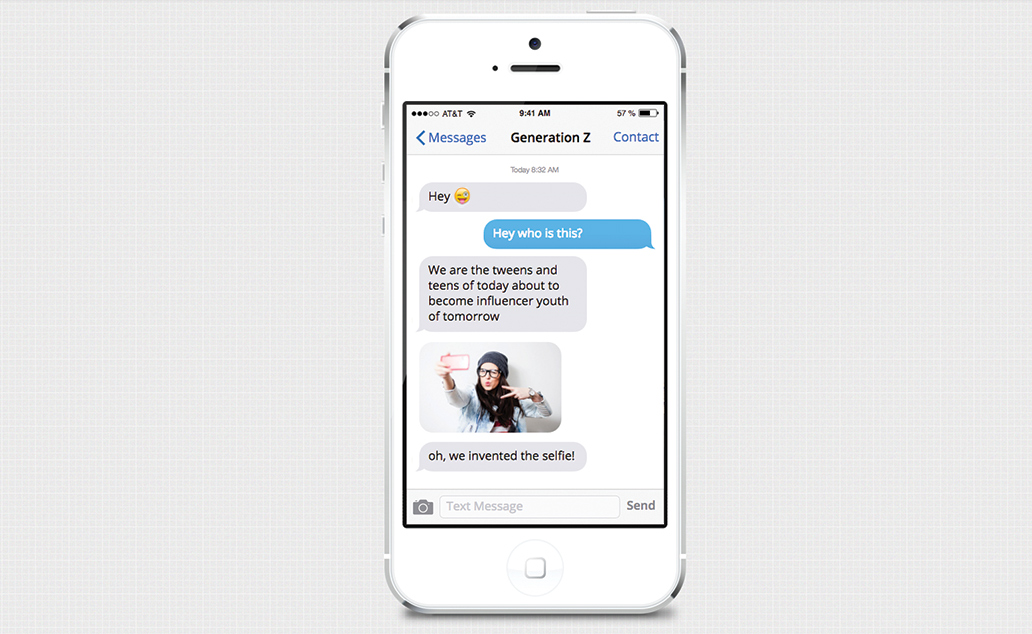 AT&T 9:41 AM 57 %
Messages Generation Z Contact
Today 8:32 AM
Hey 😜
Hey who is this?
We are the tweens and
teens of today about to
become influencer youth
of tomorrow
oh, we invented the selfie!
Text Message Send